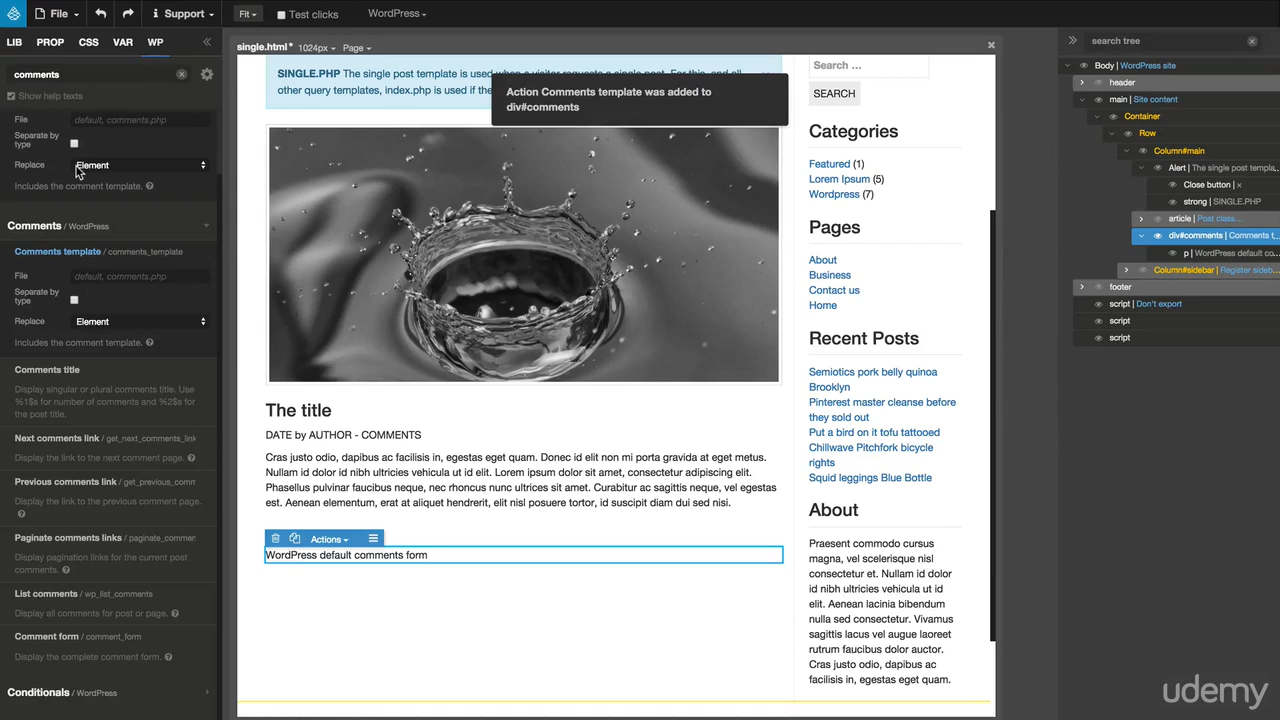 File
Support
Fit
Test clicks
WordPress
LIB PROP CSS VAR WP
comments
Show help texts
File default, comments.php
Separate by
type
Replace Element
Includes the comment template. ?
Comments / WordPress
Comments template / comments_template
File default, comments.php
Separate by
type
Replace Element
Includes the comment template. ?
Comments title
Display singular or plural comments title. Use
%1$s for number of comments and %2$s for
the post title.
Next comments link / get_next_comments_link
Display the link to the next comment page. ?
Previous comments link / get_previous_comm
Display the link to the previous comment page.
?
Paginate comments links / paginate_commen
Display pagination links for the current post
comments. ?
List comments / wp_list_comments
Display all comments for post or page. ?
Comment form / comment_form
Display the complete comment form. ?
Conditionals / WordPress
single.html* 1024px Page
SINGLE.PHP The single post template is used when a visitor requests a single post. For this, and all
other query templates, index.php is used if the
Action Comments template was added to
div#comments
The title
DATE by AUTHOR - COMMENTS
Cras justo odio, dapibus ac facilisis in, egestas eget quam. Donec id elit non mi porta gravida at eget metus.
Nullam id dolor id nibh ultricies vehicula ut id elit. Lorem ipsum dolor sit amet, consectetur adipiscing elit.
Phasellus pulvinar faucibus neque, nec rhoncus nunc ultrices sit amet. Curabitur ac sagittis neque, vel egestas
est. Aenean elementum, erat at aliquet hendrerit, elit nisl posuere tortor, id suscipit diam dui sed nisi.
Actions
WordPress default comments form
Search ...
SEARCH
Categories
Featured (1)
Lorem Ipsum (5)
Wordpress (7)
Pages
About
Business
Contact us
Home
Recent Posts
Semiotics pork belly quinoa
Brooklyn
Pinterest master cleanse before
they sold out
Put a bird on it tofu tattooed
Chillwave Pitchfork bicycle
rights
Squid leggings Blue Bottle
About
Praesent commodo cursus
magna, vel scelerisque nisl
consectetur et. Nullam id dolor
id nibh ultricies vehicula ut id
elit. Aenean lacinia bibendum
nulla sed consectetur. Vivamus
sagittis lacus vel augue laoreet
rutrum faucibus dolor auctor.
Cras justo odio, dapibus ac
facilisis in, egestas eget quam.
search tree
Body | WordPress site
header
main | Site content
Container
Row
Column#main
Alert | The single post templa...
Close button | ×
strong | SINGLE.PHP
article | Post class...
div#comments | Comments t...
p | WordPress default co...
Column#sidebar | Register sideb...
footer
script | Don't export
script
script
udemy